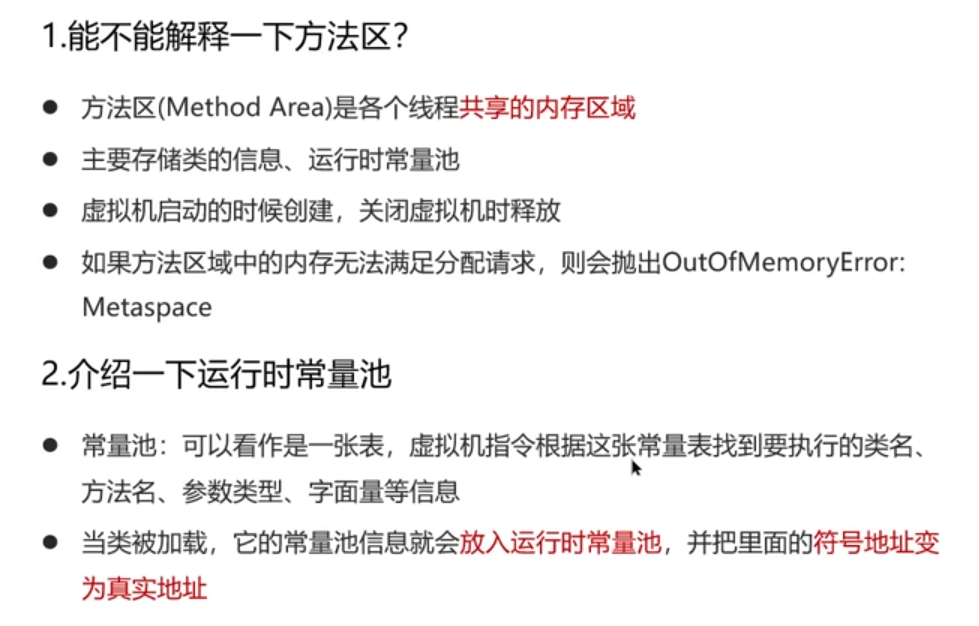 1.能不能解释一下方法区？
● 方法区(Method Area)是各个线程共享的内存区域
● 主要存储类的信息、运行时常量池
● 虚拟机启动的时候创建，关闭虚拟机时释放
● 如果方法区域中的内存无法满足分配请求，则会抛出OutOfMemoryError:
Metaspace
2.介绍一下运行时常量池
● 常量池：可以看作是一张表，虚拟机指令根据这张常量表找到要执行的类名、
方法名、参数类型、字面量等信息
● 当类被加载，它的常量池信息就会放入运行时常量池，并把里面的符号地址变
为真实地址